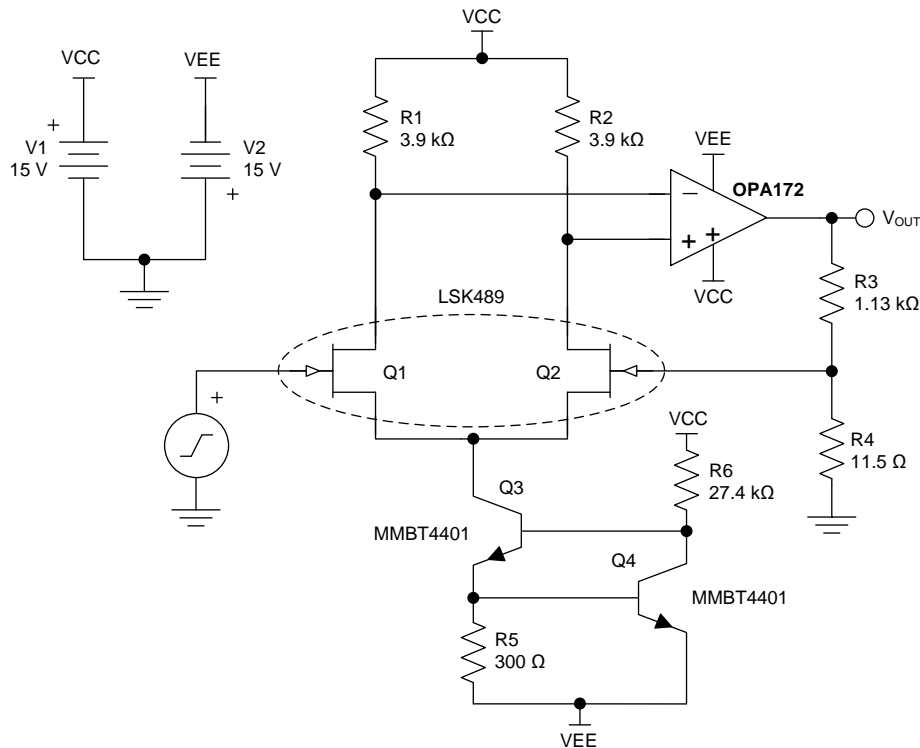 VCC
VCC
VEE
R1
3.9 kΩ
R2
3.9 kΩ
+
V1
15 V
V2
15 V
+
VEE
OPA172
−
+
+
VOUT
VCC
R3
1.13 kΩ
LSK489
Q1
Q2
+
VCC
R4
11.5 Ω
R6
27.4 kΩ
Q3
MMBT4401
Q4
MMBT4401
R5
300 Ω
VEE